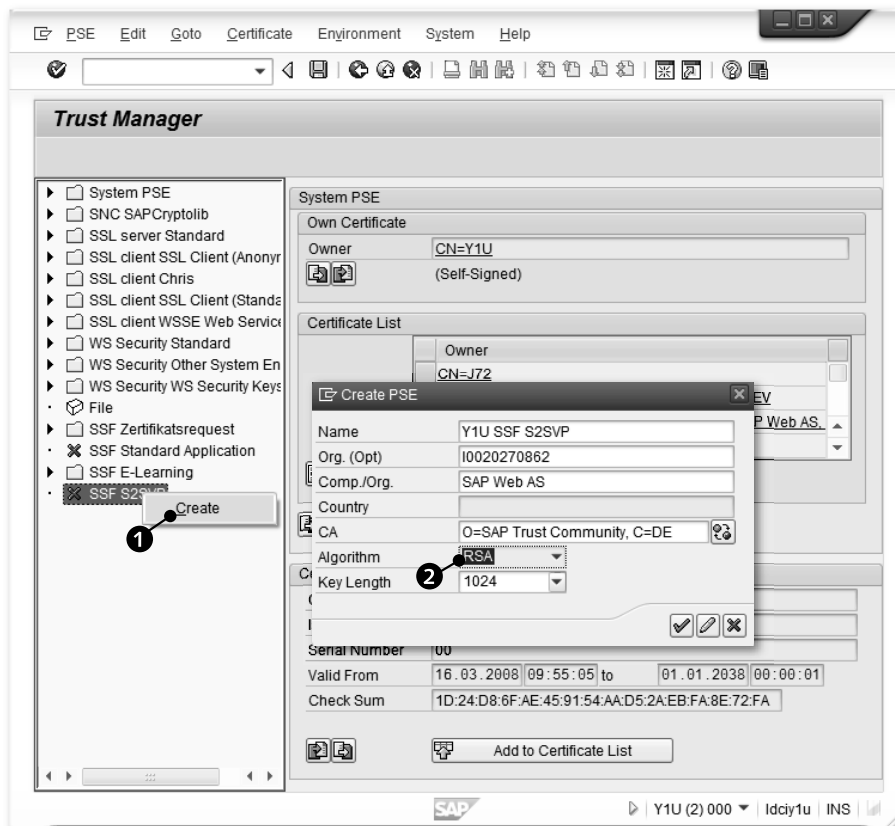 PSE Edit Goto Certificate Environment System Help
Trust Manager
System PSE
SNC SAPCryptolib
SSL server Standard
SSL client SSL Client (Anonyr
SSL client Chris
SSL client SSL Client (Standa
SSL client WSSE Web Service
WS Security Standard
WS Security Other System En
WS Security WS Security Keys
File
SSF Zertifikatsrequest
SSF Standard Application
SSF E-Learning
SSF S2SVP
Create
1
System PSE
Own Certificate
Owner CN=Y1U
(Self-Signed)
Certificate List
Owner
CN=J72
EV
P Web AS,
Create PSE
Name Y1U SSF S2SVP
Org. (Opt) I0020270862
Comp./Org. SAP Web AS
Country
CA O=SAP Trust Community, C=DE
Algorithm RSA
2
Key Length 1024
Serial Number 00
Valid From 16.03.2008 09:55:05 to 01.01.2038 00:00:01
Check Sum 1D:24:D8:6F:AE:45:91:54:AA:D5:2A:EB:FA:8E:72:FA
Add to Certificate List
SAP Y1U (2) 000 ldciy1u INS